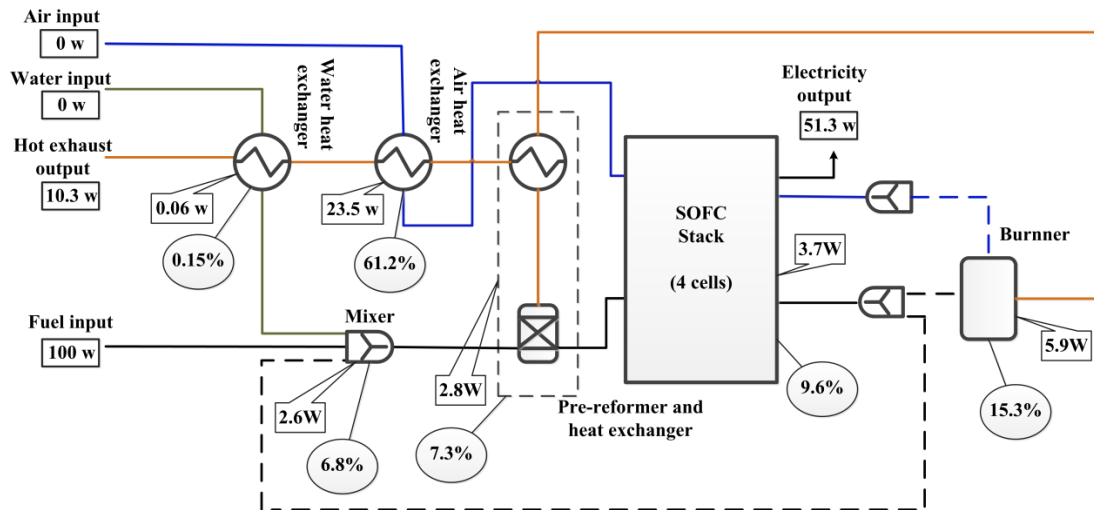 Air input
0 w
Water input
0 w
Hot exhaust
output
10.3 w
Water heat
exchanger
Air heat
exchanger
0.06 w
0.15%
23.5 w
61.2%
Fuel input
100 w
Mixer
2.6W
6.8%
2.8W
7.3%
Pre-reformer and
heat exchanger
SOFC
Stack
(4 cells)
Electricity
output
51.3 w
3.7W
9.6%
Burnner
5.9W
15.3%